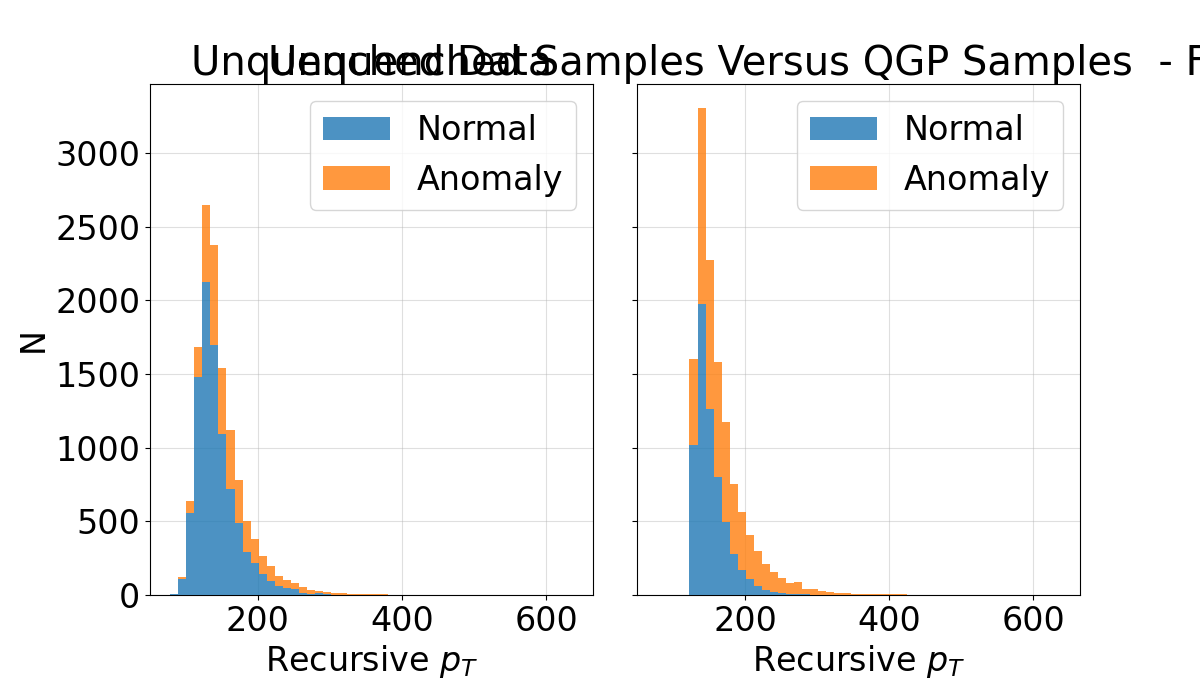 Unquenched Data
Unquenched Samples Versus QGP Samples - F
Normal
Anomaly
Normal
Anomaly
3000
2500
2000
1500
1000
500
0
N
200 400 600
200 400 600
Recursive $p_T$
Recursive $p_T$